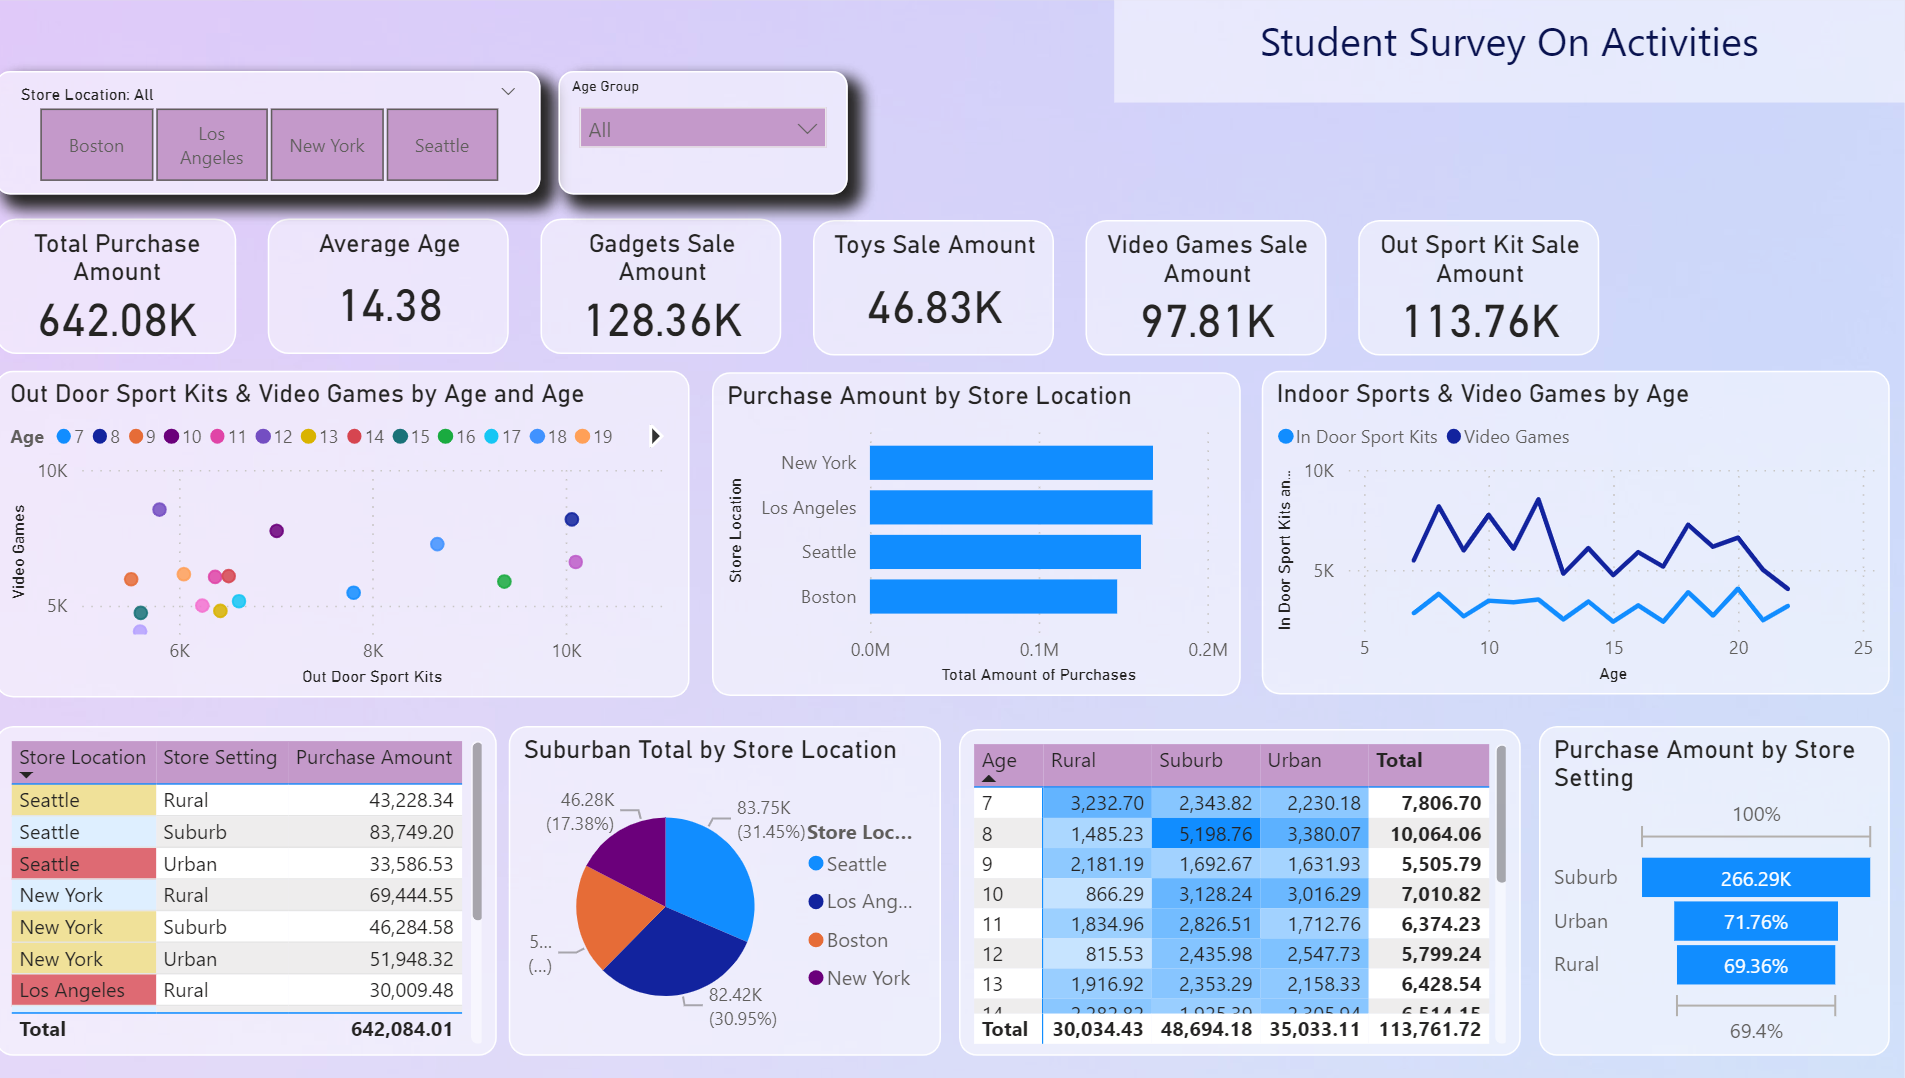 Student Survey On Activities
Store Location: All
Boston
Los
Angeles
New York
Seattle
Age Group
All
Total Purchase
Amount
642.08K
Average Age
14.38
Gadgets Sale
Amount
128.36K
Toys Sale Amount
46.83K
Video Games Sale
Amount
97.81K
Out Sport Kit Sale
Amount
113.76K
Out Door Sport Kits & Video Games by Age and Age
Age 7 8 9 10 11 12 13 14 15 16 17 18 19
Video Games
10K
5K
6K 8K 10K
Out Door Sport Kits
Purchase Amount by Store Location
Store Location
New York
Los Angeles
Seattle
Boston
0.0M 0.1M 0.2M
Total Amount of Purchases
Indoor Sports & Video Games by Age
In Door Sport Kits Video Games
In Door Sport Kits an...
10K
5K
5 10 15 20 25
Age
Store Location Store Setting Purchase Amount
Seattle Rural 43,228.34
Seattle Suburb 83,749.20
Seattle Urban 33,586.53
New York Rural 69,444.55
New York Suburb 46,284.58
New York Urban 51,948.32
Los Angeles Rural 30,009.48
Total 642,084.01
Suburban Total by Store Location
46.28K
(17.38%)
83.75K
(31.45%)
5...
(...)
82.42K
(30.95%)
Store Loc...
Seattle
Los Ang...
Boston
New York
Age Rural Suburb Urban Total
7 3,232.70 2,343.82 2,230.18 7,806.70
8 1,485.23 5,198.76 3,380.07 10,064.06
9 2,181.19 1,692.67 1,631.93 5,505.79
10 866.29 3,128.24 3,016.29 7,010.82
11 1,834.96 2,826.51 1,712.76 6,374.23
12 815.53 2,435.98 2,547.73 5,799.24
13 1,916.92 2,353.29 2,158.33 6,428.54
Total 30,034.43 48,694.18 35,033.11 113,761.72
Purchase Amount by Store
Setting
100%
Suburb 266.29K
Urban 71.76%
Rural 69.36%
69.4%